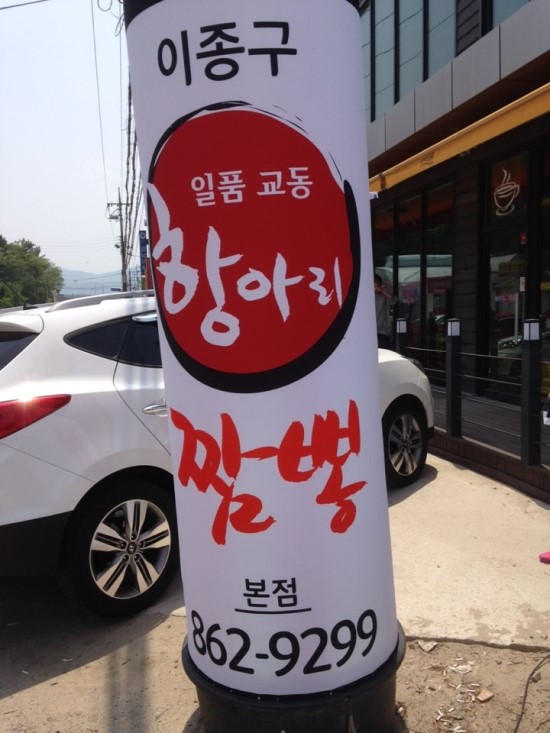 이종구
일품 교동
항아리
짬뽕
본점
862-9299